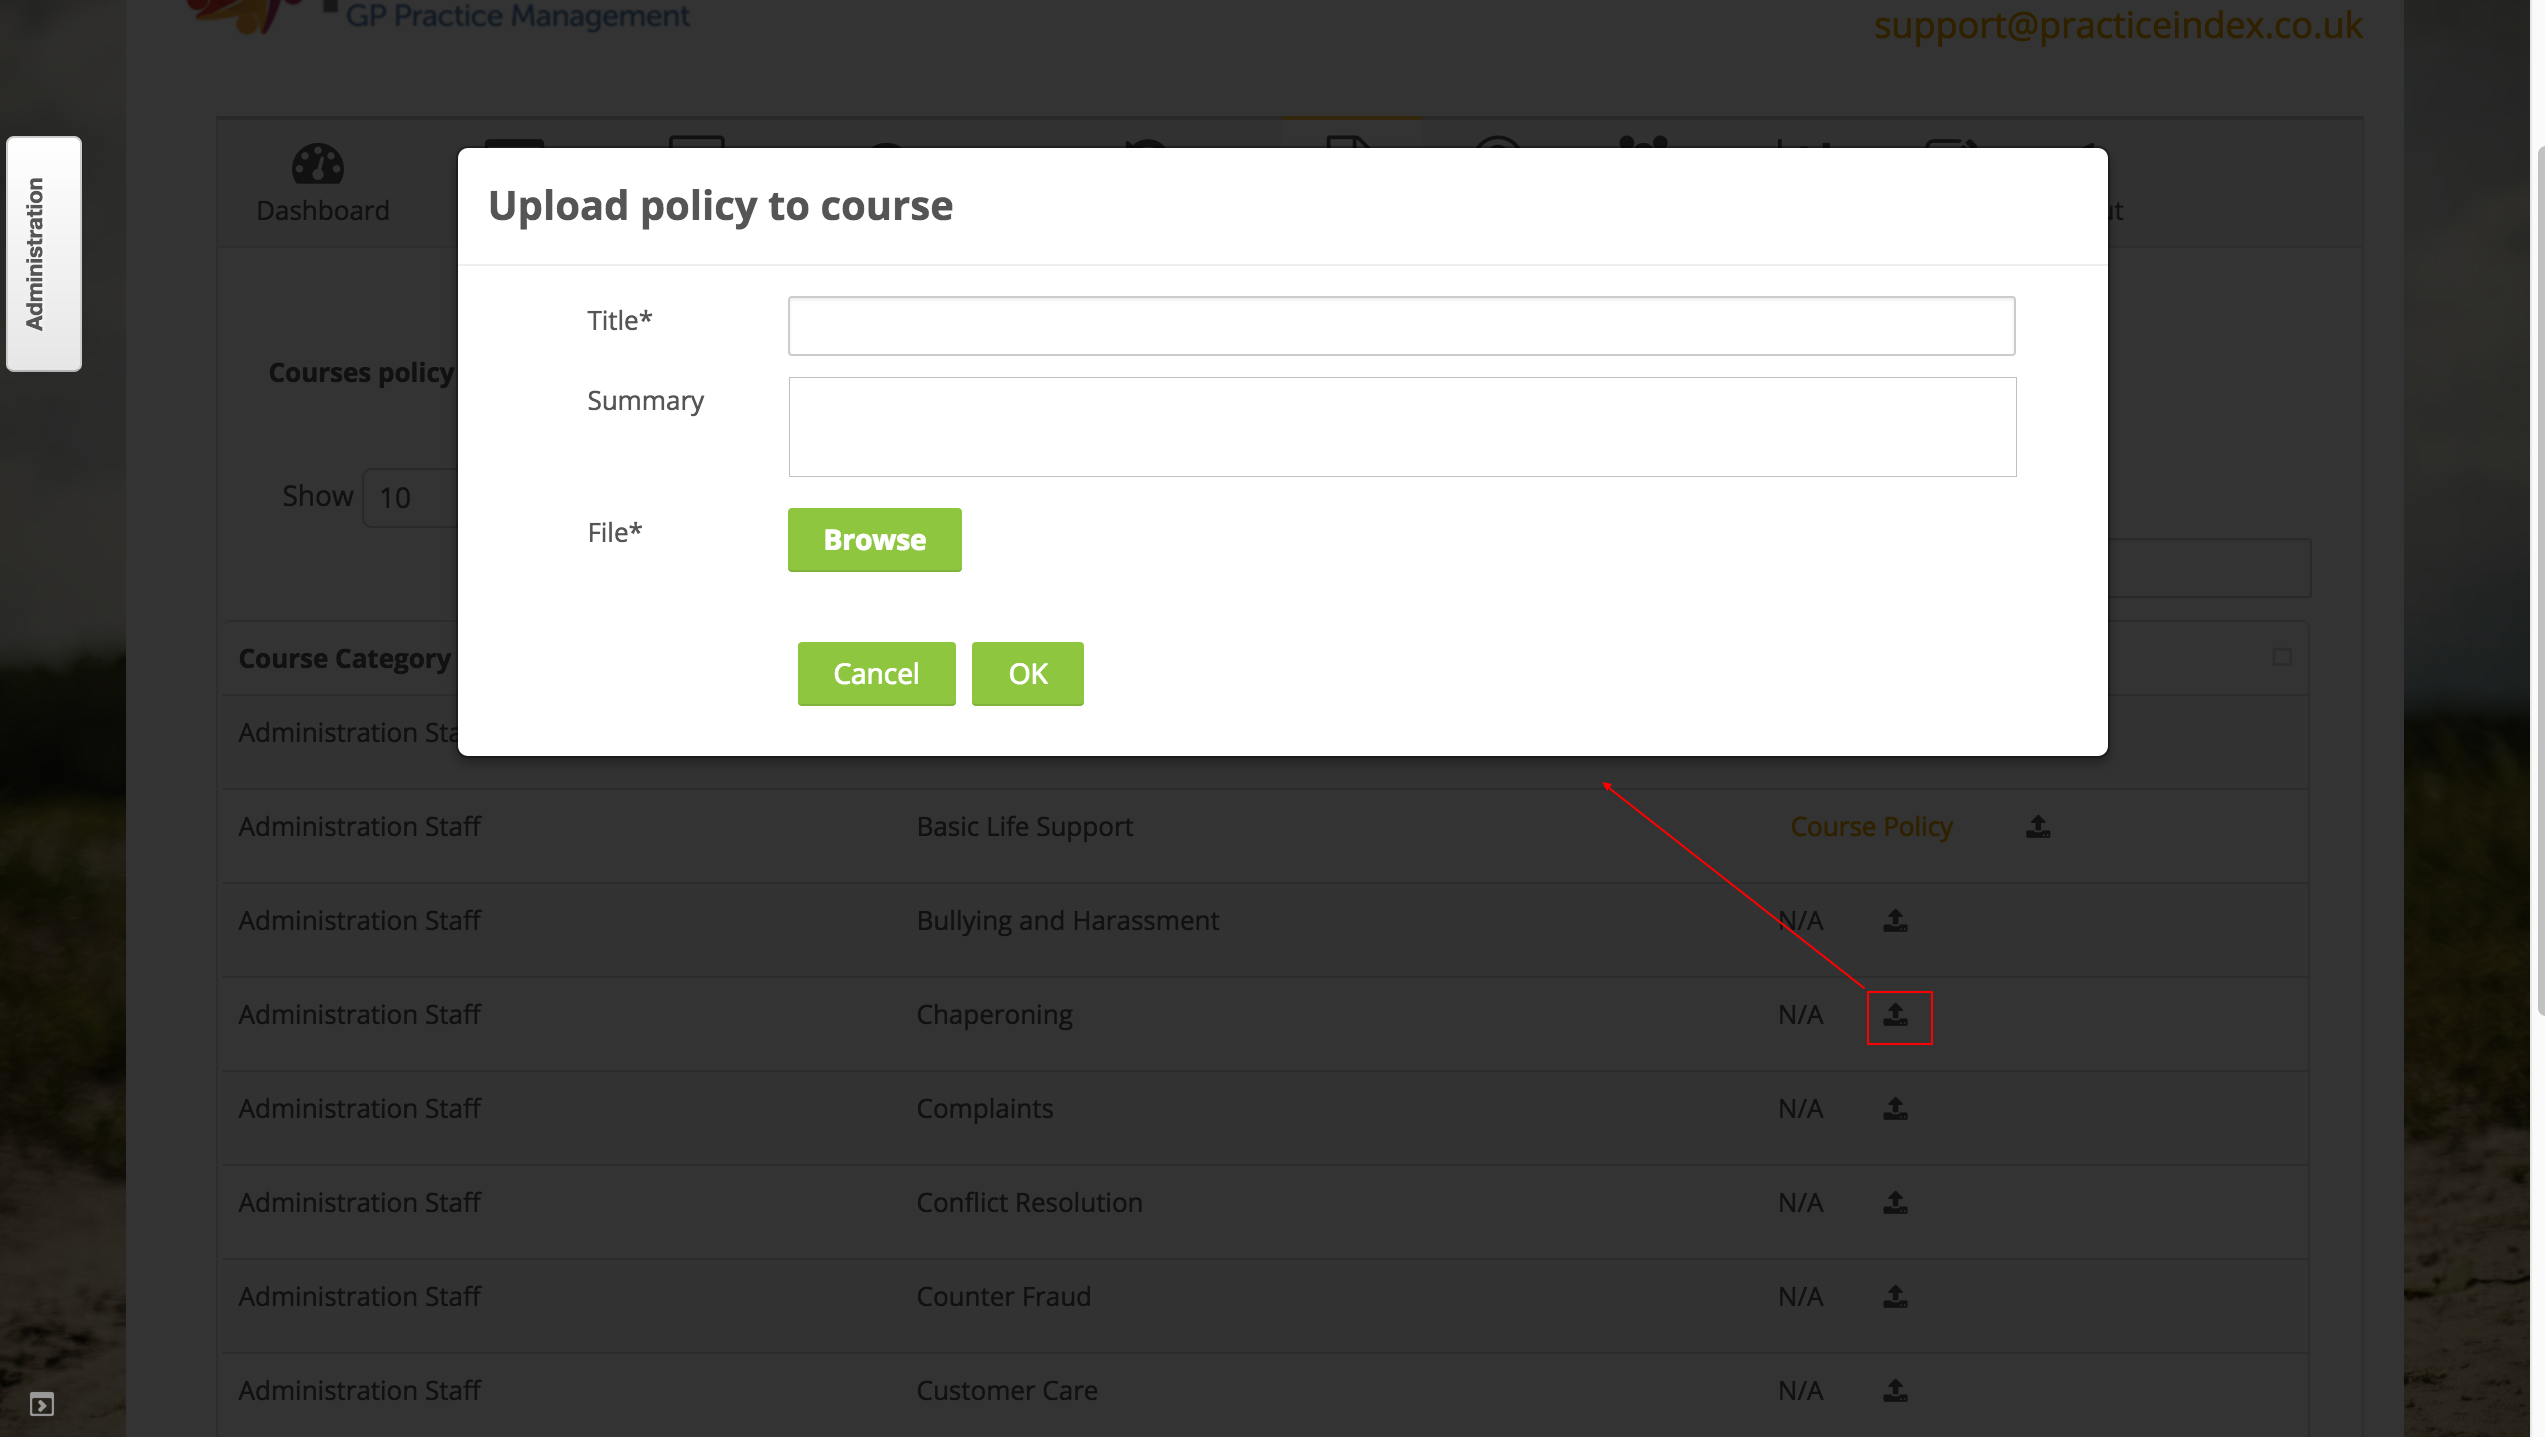 GP Practice Management
support@practiceindex.co.uk
Administration
Dashboard
Upload policy to course
Title*
Summary
File*
Browse
Cancel
OK
Courses policy
Show 10
Course Category
Administration
Administration Staff Basic Life Support Course Policy
Administration Staff Bullying and Harassment N/A
Administration Staff Chaperoning N/A
Administration Staff Complaints N/A
Administration Staff Conflict Resolution N/A
Administration Staff Counter Fraud N/A
Administration Staff Customer Care N/A